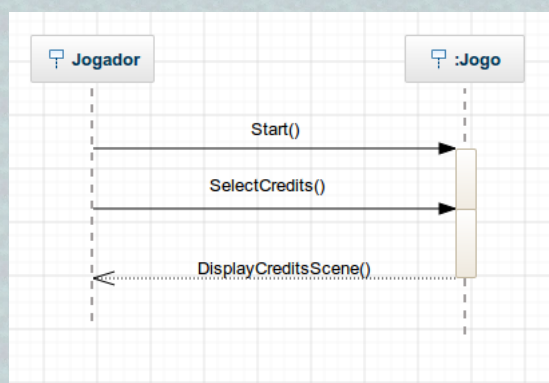 Jogador
:Jogo
Start()
SelectCredits()
DisplayCreditsScene()